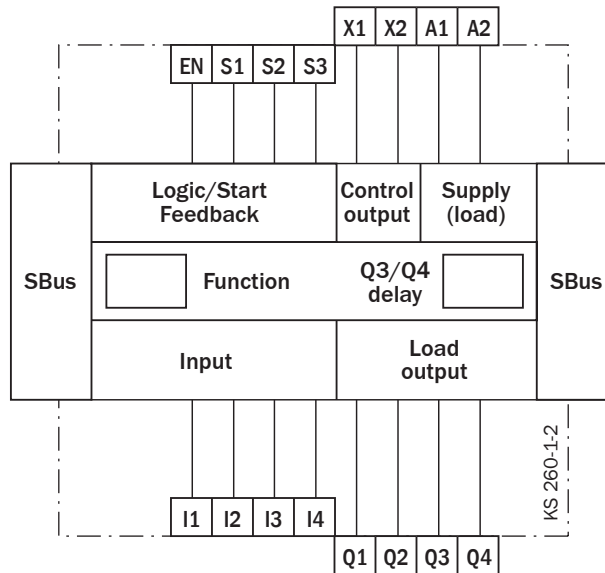 X1 X2 A1 A2
EN S1 S2 S3
Logic/Start
Feedback
Control
output
Supply
(load)
SBus
Function
Q3/Q4
delay
SBus
Input
Load
output
KS 260-1-2
I1 I2 I3 I4
Q1 Q2 Q3 Q4